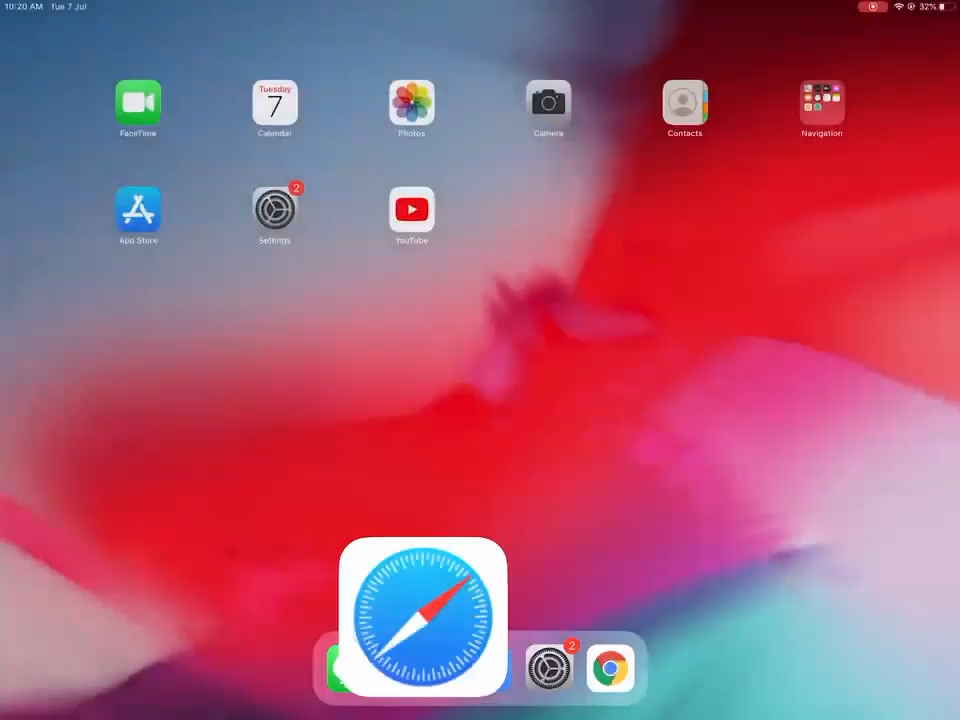 10:20 AM Tue 7 Jul
32%
Tuesday
7
FaceTime
Calendar
Photos
Camera
Contacts
Navigation
2
App Store
Settings
YouTube
2